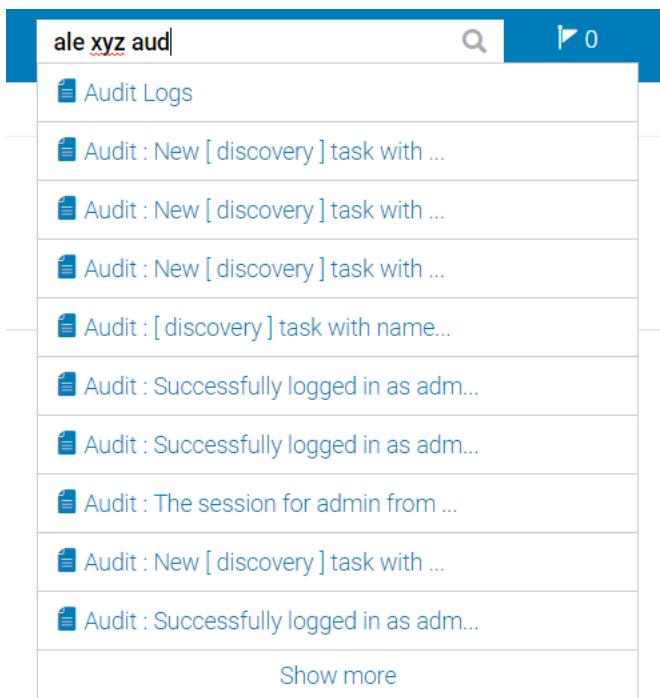 ale xyz aud 0
Audit Logs
Audit : New [ discovery ] task with ...
Audit : New [ discovery ] task with ...
Audit : New [ discovery ] task with ...
Audit : [ discovery ] task with name...
Audit : Successfully logged in as adm...
Audit : Successfully logged in as adm...
Audit : The session for admin from ...
Audit : New [ discovery ] task with ...
Audit : Successfully logged in as adm...
Show more